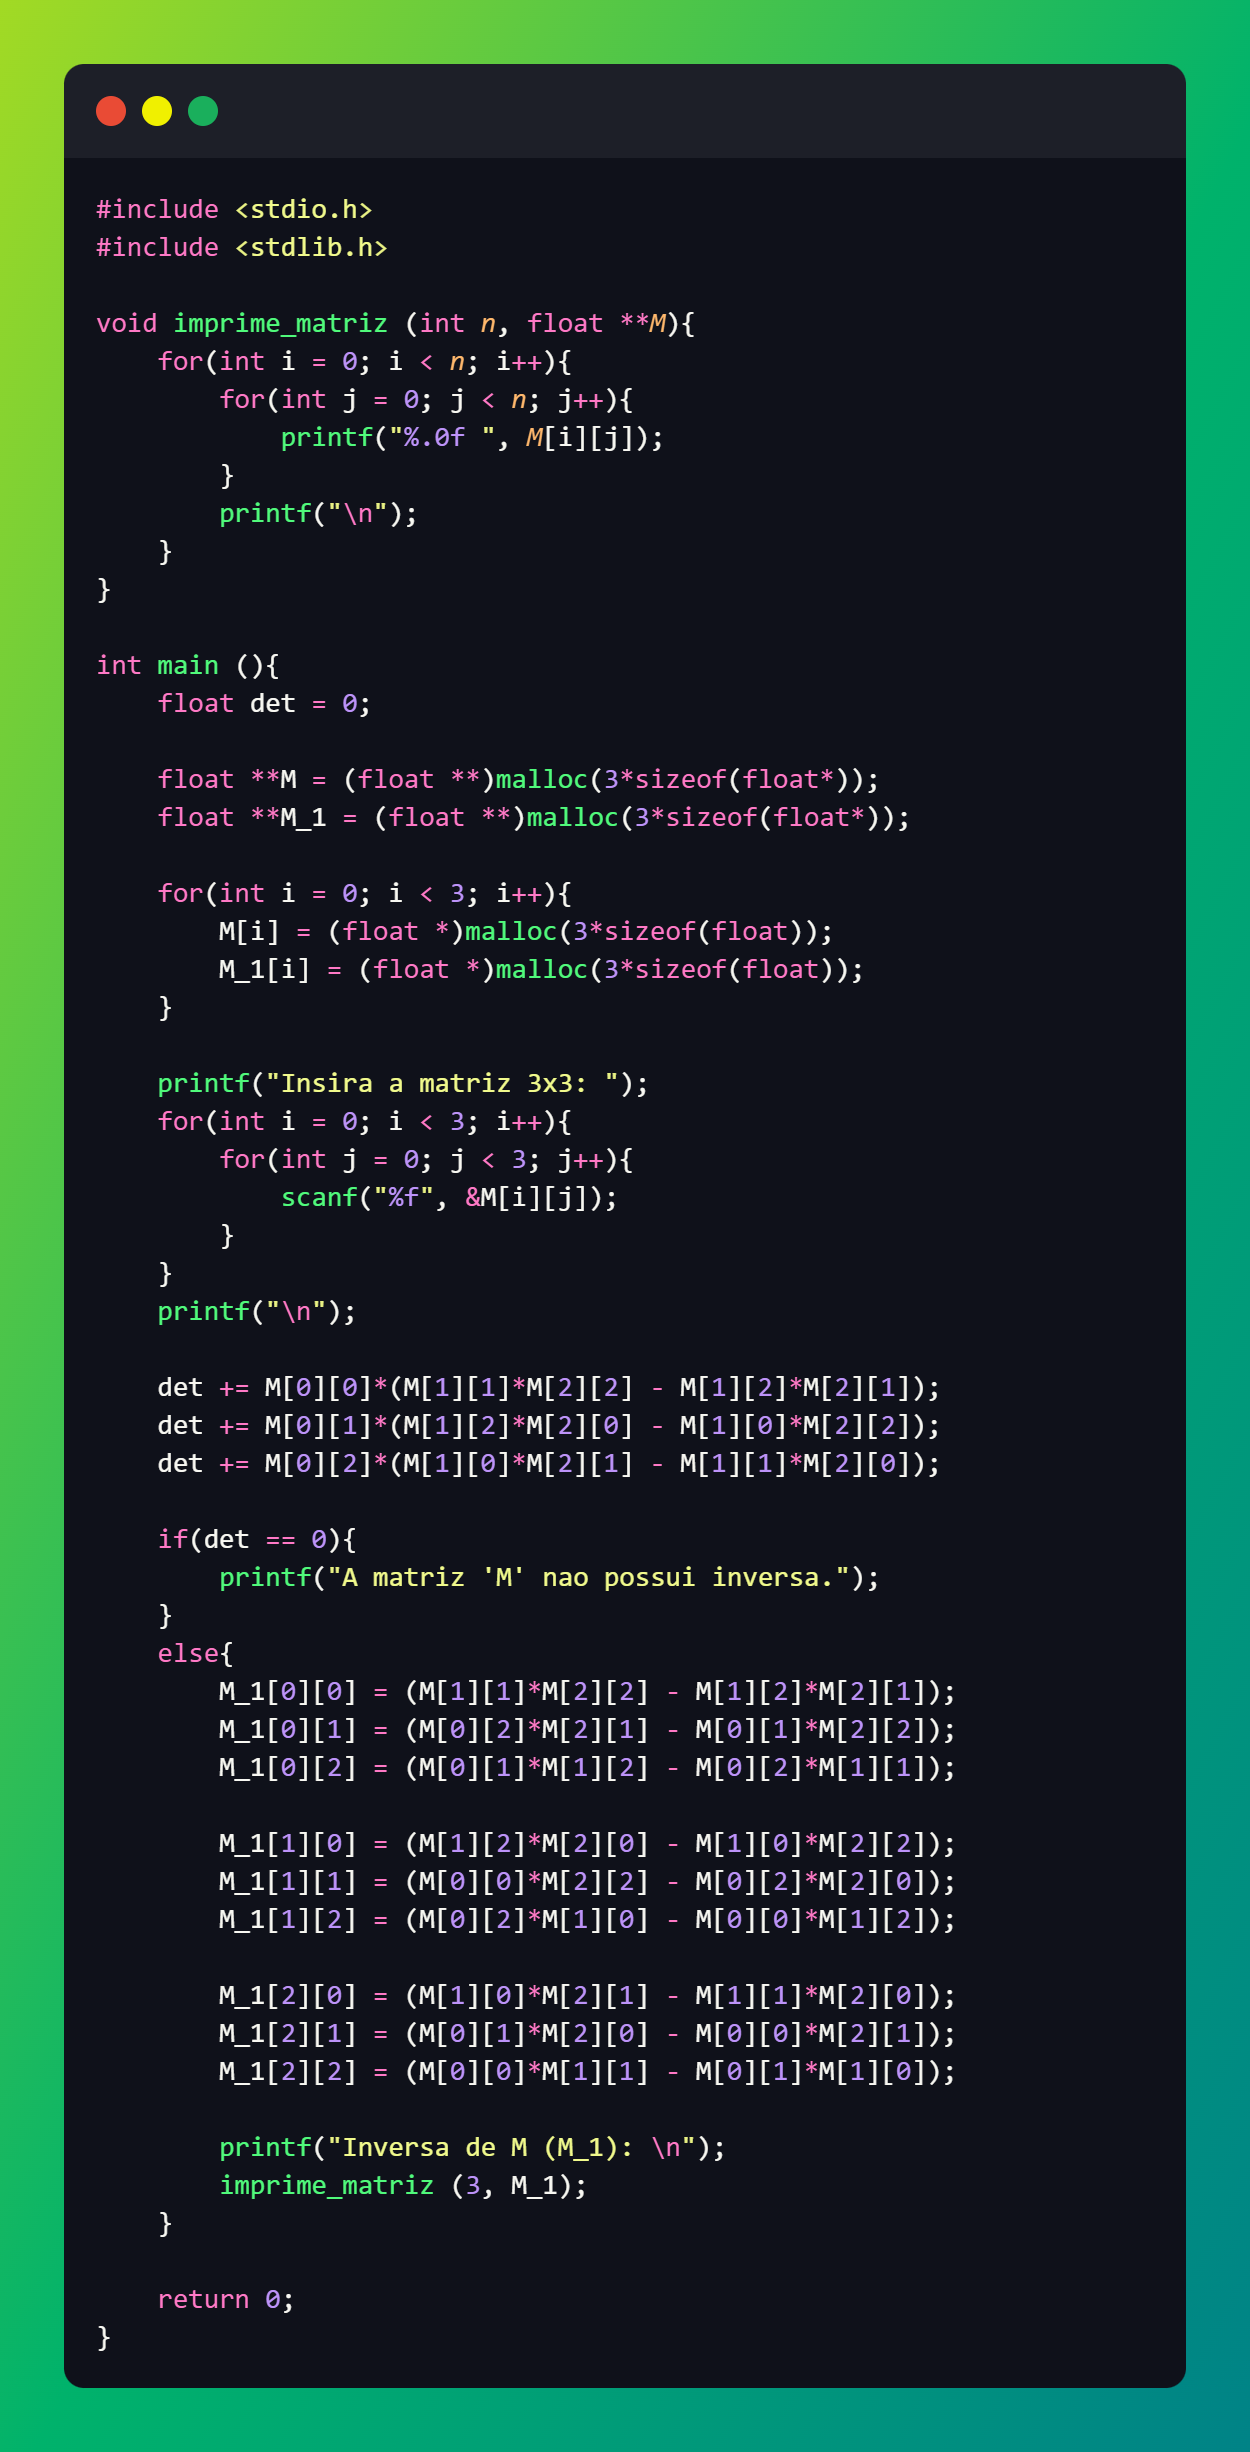 #include <stdio.h>
#include <stdlib.h>

void imprime_matriz (int n, float **M){
    for(int i = 0; i < n; i++){
        for(int j = 0; j < n; j++){
            printf("%.0f ", M[i][j]);
        }
        printf("\n");
    }
}

int main (){
    float det = 0;

    float **M = (float **)malloc(3*sizeof(float*));
    float **M_1 = (float **)malloc(3*sizeof(float*));

    for(int i = 0; i < 3; i++){
        M[i] = (float *)malloc(3*sizeof(float));
        M_1[i] = (float *)malloc(3*sizeof(float));
    }

    printf("Insira a matriz 3x3: ");
    for(int i = 0; i < 3; i++){
        for(int j = 0; j < 3; j++){
            scanf("%f", &M[i][j]);
        }
    }
    printf("\n");

    det += M[0][0]*(M[1][1]*M[2][2] - M[1][2]*M[2][1]);
    det += M[0][1]*(M[1][2]*M[2][0] - M[1][0]*M[2][2]);
    det += M[0][2]*(M[1][0]*M[2][1] - M[1][1]*M[2][0]);

    if(det == 0){
        printf("A matriz 'M' nao possui inversa.");
    }
    else{
        M_1[0][0] = (M[1][1]*M[2][2] - M[1][2]*M[2][1]);
        M_1[0][1] = (M[0][2]*M[2][1] - M[0][1]*M[2][2]);
        M_1[0][2] = (M[0][1]*M[1][2] - M[0][2]*M[1][1]);

        M_1[1][0] = (M[1][2]*M[2][0] - M[1][0]*M[2][2]);
        M_1[1][1] = (M[0][0]*M[2][2] - M[0][2]*M[2][0]);
        M_1[1][2] = (M[0][2]*M[1][0] - M[0][0]*M[1][2]);

        M_1[2][0] = (M[1][0]*M[2][1] - M[1][1]*M[2][0]);
        M_1[2][1] = (M[0][1]*M[2][0] - M[0][0]*M[2][1]);
        M_1[2][2] = (M[0][0]*M[1][1] - M[0][1]*M[1][0]);

        printf("Inversa de M (M_1): \n");
        imprime_matriz (3, M_1);
    }

    return 0;
}